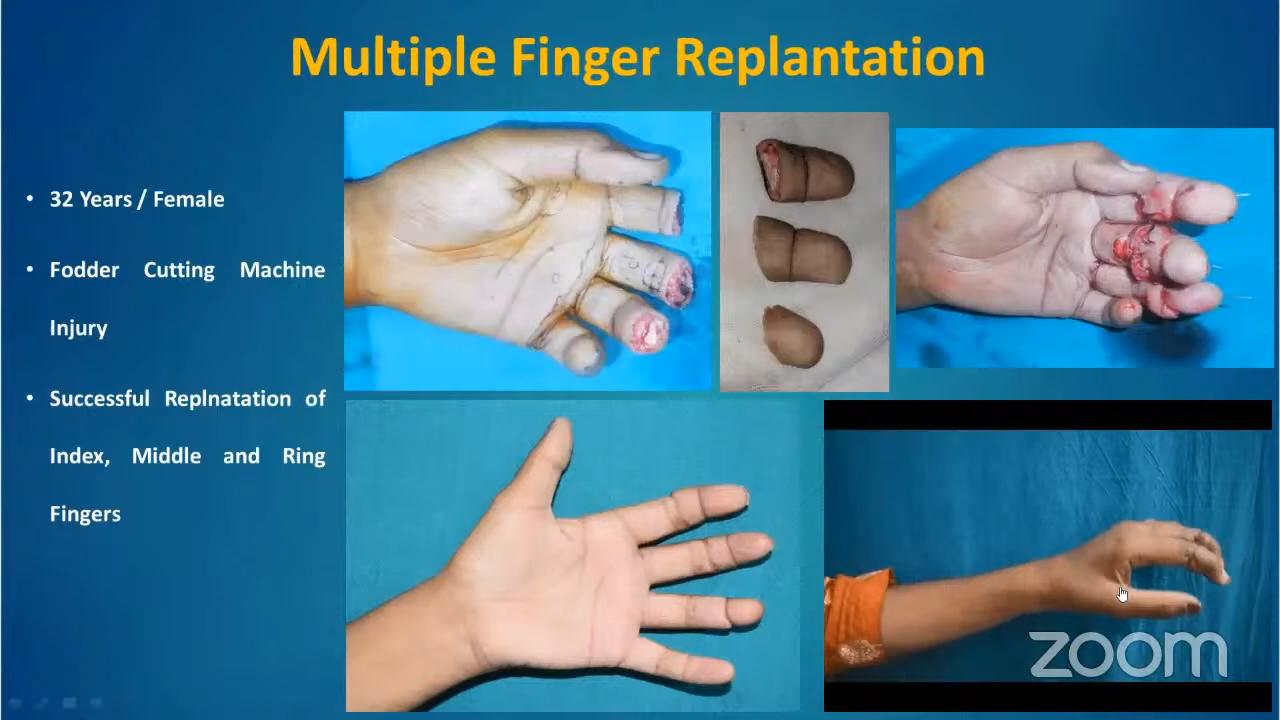 Multiple Finger Replantation
• 32 Years / Female
• Fodder Cutting Machine
Injury
• Successful Replnatation of
Index, Middle and Ring
Fingers
zoom